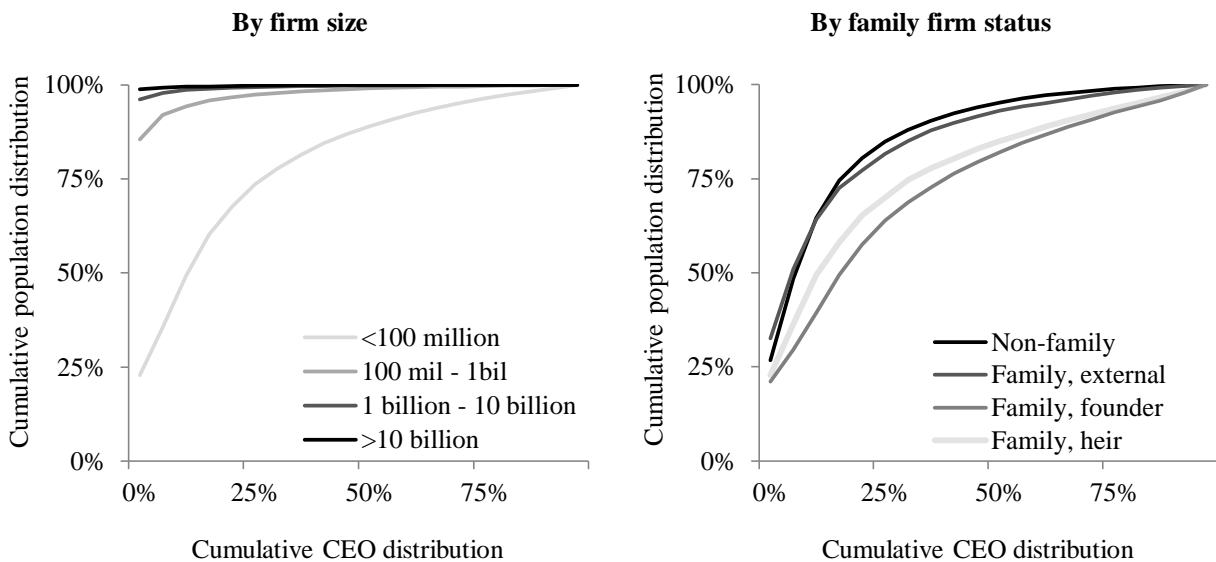 By firm size
Cumulative population distribution
100%
75%
50%
25%
0%
<100 million
100 mil - 1bil
1 billion - 10 billion
>10 billion
0% 25% 50% 75%
Cumulative CEO distribution
By family firm status
Cumulative population distribution
100%
75%
50%
25%
0%
Non-family
Family, external
Family, founder
Family, heir
0% 25% 50% 75%
Cumulative CEO distribution